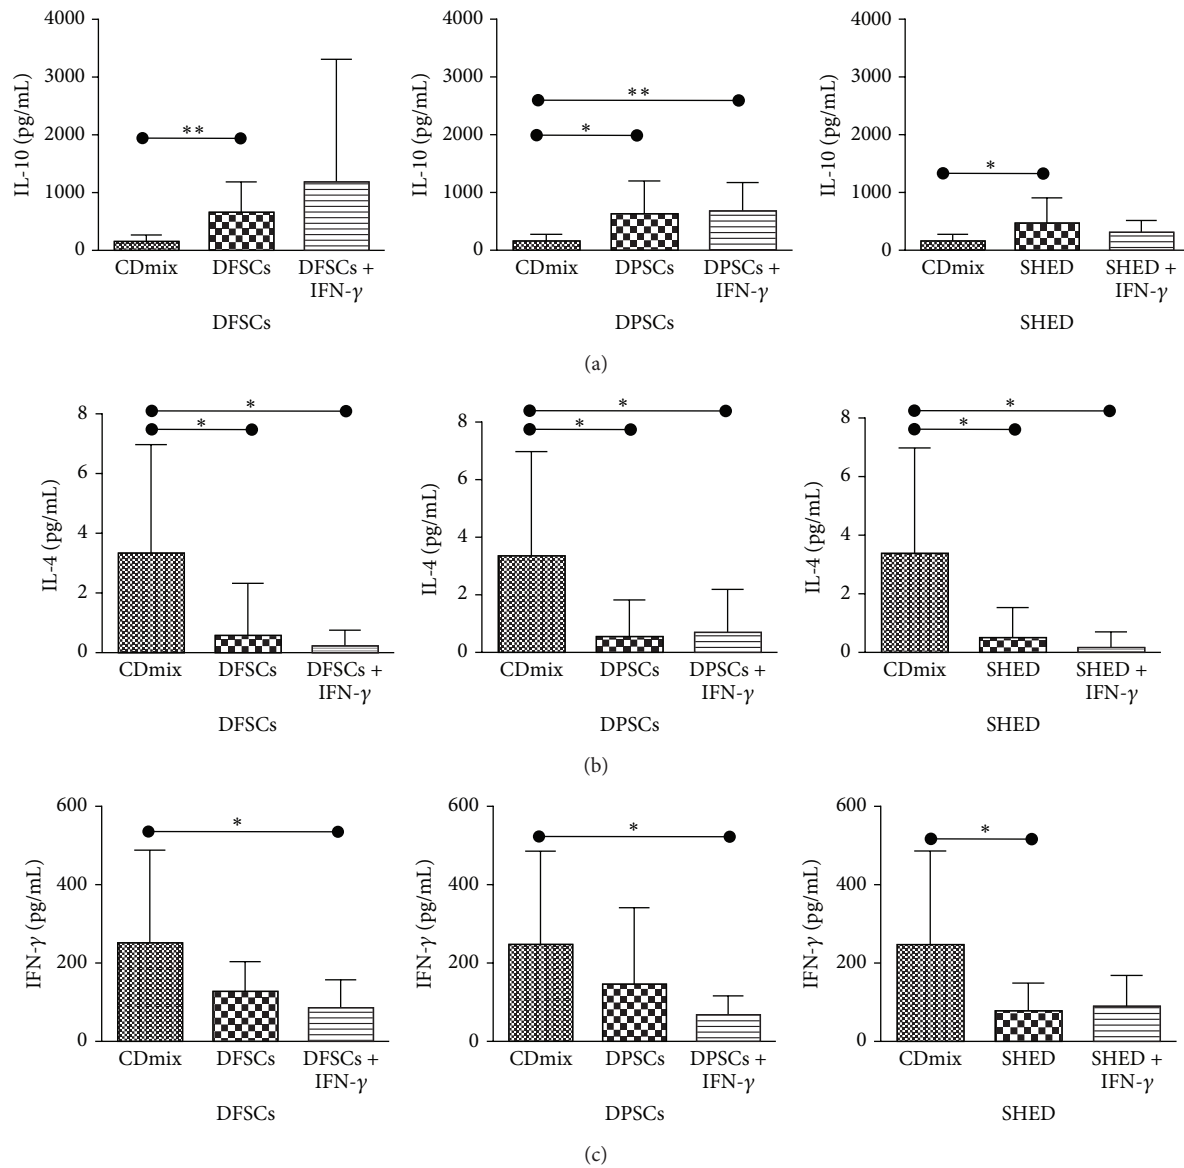 4000
3000
2000
1000
0
IL-10 (pg/mL)
**
CDmix DFSCs DFSCs +
IFN-γ
DFSCs
4000
3000
2000
1000
0
IL-10 (pg/mL)
**
*
CDmix DPSCs DPSCs +
IFN-γ
DPSCs
4000
3000
2000
1000
0
IL-10 (pg/mL)
*
CDmix SHED SHED +
IFN-γ
SHED
(a)
8
6
4
2
0
IL-4 (pg/mL)
*
*
CDmix DFSCs DFSCs +
IFN-γ
DFSCs
8
6
4
2
0
IL-4 (pg/mL)
*
*
CDmix DPSCs DPSCs +
IFN-γ
DPSCs
8
6
4
2
0
IL-4 (pg/mL)
*
*
CDmix SHED SHED +
IFN-γ
SHED
(b)
600
400
200
0
IFN-γ (pg/mL)
*
CDmix DFSCs DFSCs +
IFN-γ
DFSCs
600
400
200
0
IFN-γ (pg/mL)
*
CDmix DPSCs DPSCs +
IFN-γ
DPSCs
600
400
200
0
IFN-γ (pg/mL)
*
CDmix SHED SHED +
IFN-γ
SHED
(c)